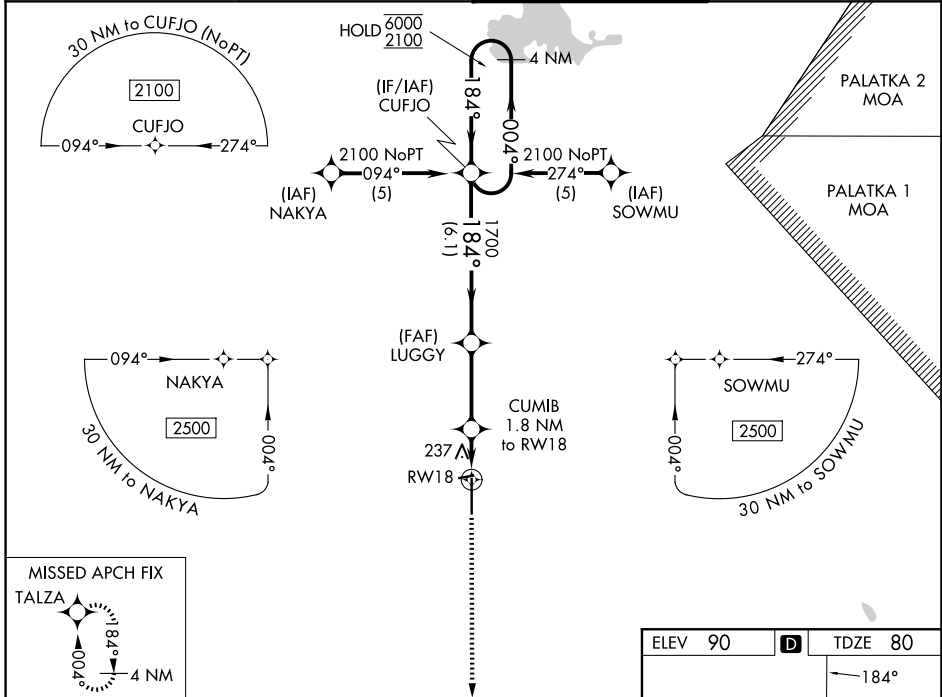 30 NM to CUFJO (NoPT)
2100
CUFJO
094°
274°
HOLD 6000
2100
4 NM
184°
004°
(IF/IAF)
CUFJO
2100 NoPT
094°
(5)
(IAF)
NAKYA
2100 NoPT
274°
(5)
(IAF)
SOWMU
PALATKA 2
MOA
PALATKA 1
MOA
1700
184°
(6.1)
(FAF)
LUGGY
CUMIB
1.8 NM
to RW18
237
RW18
094°
NAKYA
2500
004°
30 NM to NAKYA
274°
SOWMU
2500
004°
30 NM to SOWMU
MISSED APCH FIX
TALZA
184°
004°
4 NM
ELEV 90 D TDZE 80
184°